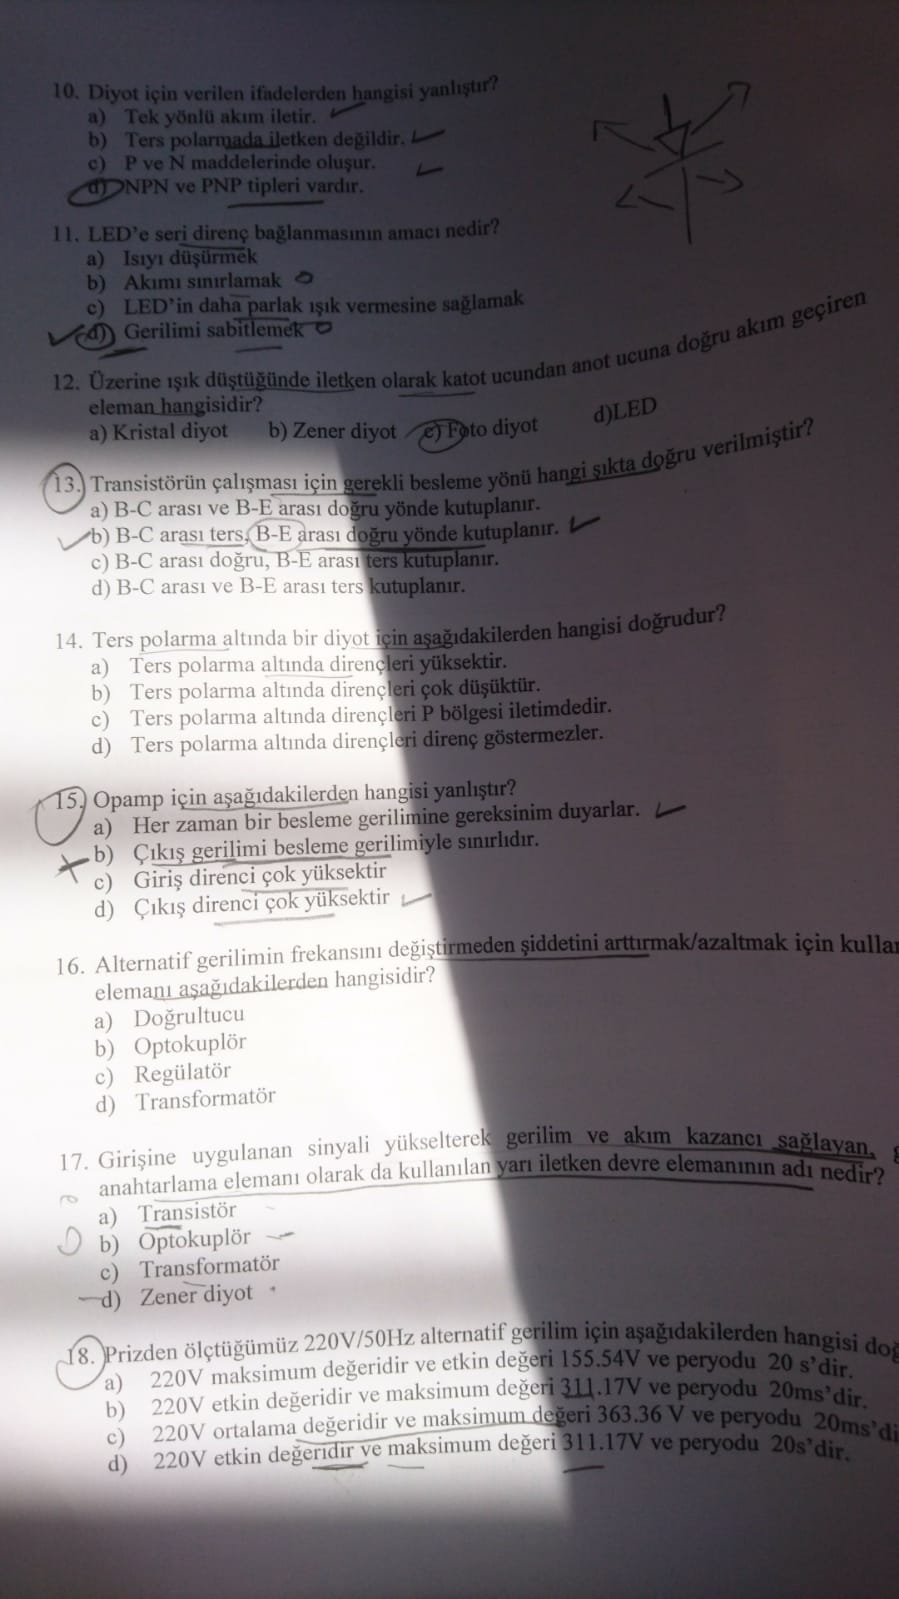 10. Diyot için verilen ifadelerden hangisi yanlıştır?
a) Tek yönlü akım iletir.
b) Ters polarmada iletken değildir.
c) P ve N maddelerinde oluşur.
d) NPN ve PNP tipleri vardır.
11. LED'e seri direnç bağlanmasının amacı nedir?
a) Isıyı düşürmek
b) Akımı sınırlamak
c) LED'in daha parlak ışık vermesine sağlamak
d) Gerilimi sabitlemek
12. Üzerine ışık düştüğünde iletken olarak katot ucundan anot ucuna doğru akım geçiren
eleman hangisidir?
a) Kristal diyot b) Zener diyot c) Foto diyot d)LED
13. Transistörün çalışması için gerekli besleme yönü hangi şıkta doğru verilmiştir?
a) B-C arası ve B-E arası doğru yönde kutuplanır.
b) B-C arası ters, B-E arası doğru yönde kutuplanır.
c) B-C arası doğru, B-E arası ters kutuplanır.
d) B-C arası ve B-E arası ters kutuplanır.
14. Ters polarma altında bir diyot için aşağıdakilerden hangisi doğrudur?
a) Ters polarma altında dirençleri yüksektir.
b) Ters polarma altında dirençleri çok düşüktür.
c) Ters polarma altında dirençleri P bölgesi iletimdedir.
d) Ters polarma altında dirençleri direnç göstermezler.
15. Opamp için aşağıdakilerden hangisi yanlıştır?
a) Her zaman bir besleme gerilimine gereksinim duyarlar.
b) Çıkış gerilimi besleme gerilimiyle sınırlıdır.
c) Giriş direnci çok yüksektir
d) Çıkış direnci çok yüksektir
16. Alternatif gerilimin frekansını değiştirmeden şiddetini arttırmak/azaltmak için kullan
elemanı aşağıdakilerden hangisidir?
a) Doğrultucu
b) Optokuplör
c) Regülatör
d) Transformatör
17. Girişine uygulanan sinyali yükselterek gerilim ve akım kazancı sağlayan,
anahtarlama elemanı olarak da kullanılan yarı iletken devre elemanının adı nedir?
a) Transistör
b) Optokuplör
c) Transformatör
d) Zener diyot
18. Prizden ölçtüğümüz 220V/50Hz alternatif gerilim için aşağıdakilerden hangisi doğ
a) 220V maksimum değeridir ve etkin değeri 155.54V ve peryodu 20 s'dir.
b) 220V etkin değeridir ve maksimum değeri 311.17V ve peryodu 20ms'dir.
c) 220V ortalama değeridir ve maksimum değeri 363.36 V ve peryodu 20ms'di
d) 220V etkin değeridir ve maksimum değeri 311.17V ve peryodu 20s'dir.